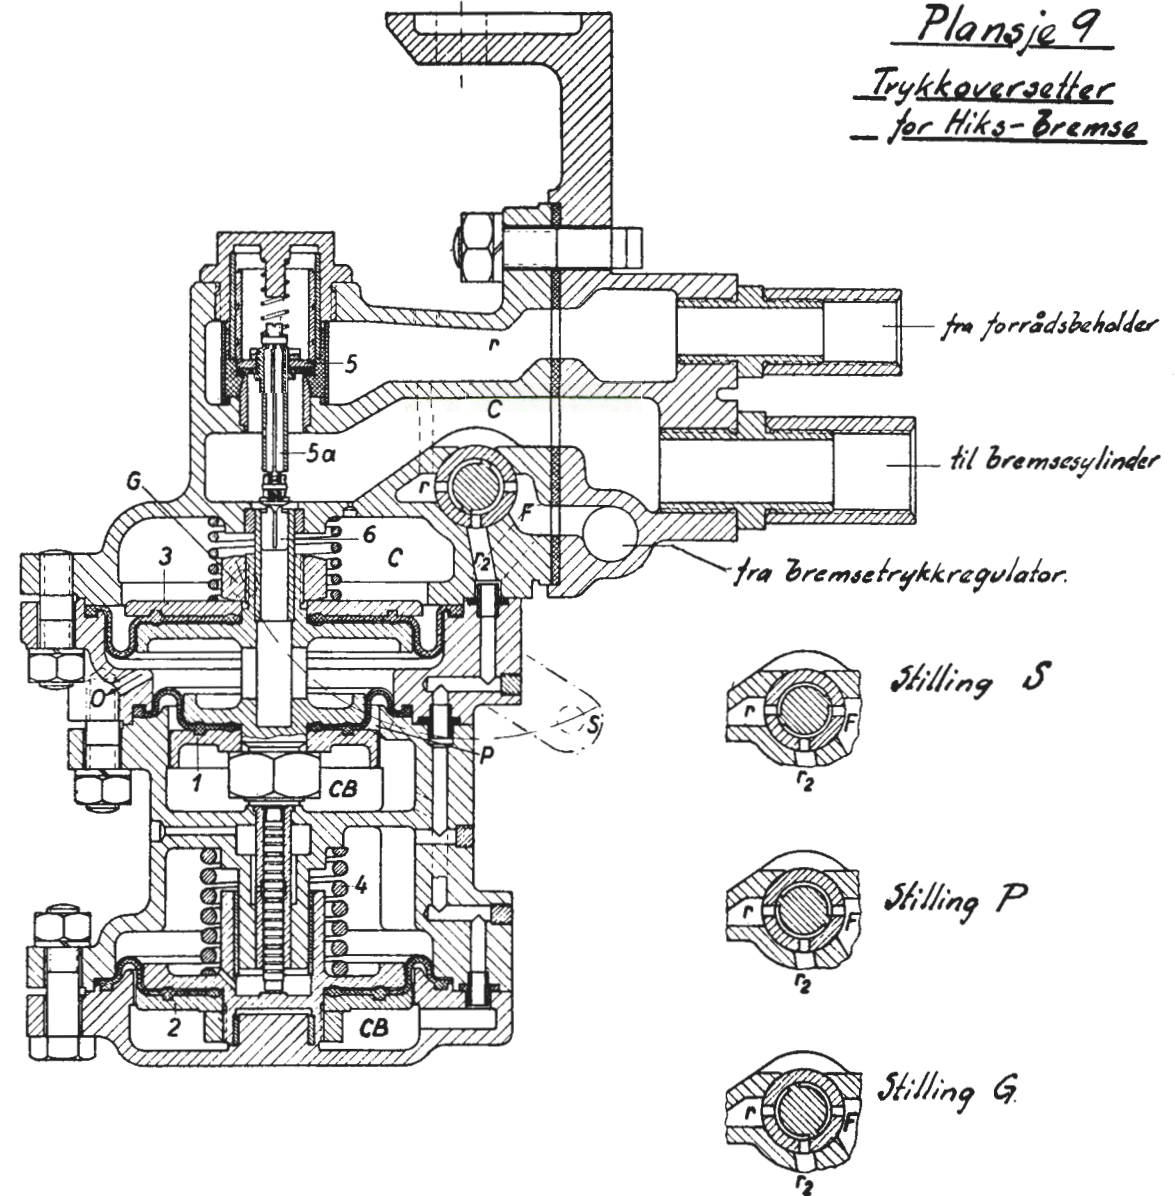 Plansje 9
Trykkoversetter
for Hiks-Bremse
r
fra forrådsbeholder
5
C
5a
til bremsesylinder
G
r
F
6
3
C
r2
fra bremsetrykkregulator.
O
S
Stilling S
r
F
P
1
CB
r2
4
Stilling P
r
F
r2
2
CB
Stilling G
r
F
r2